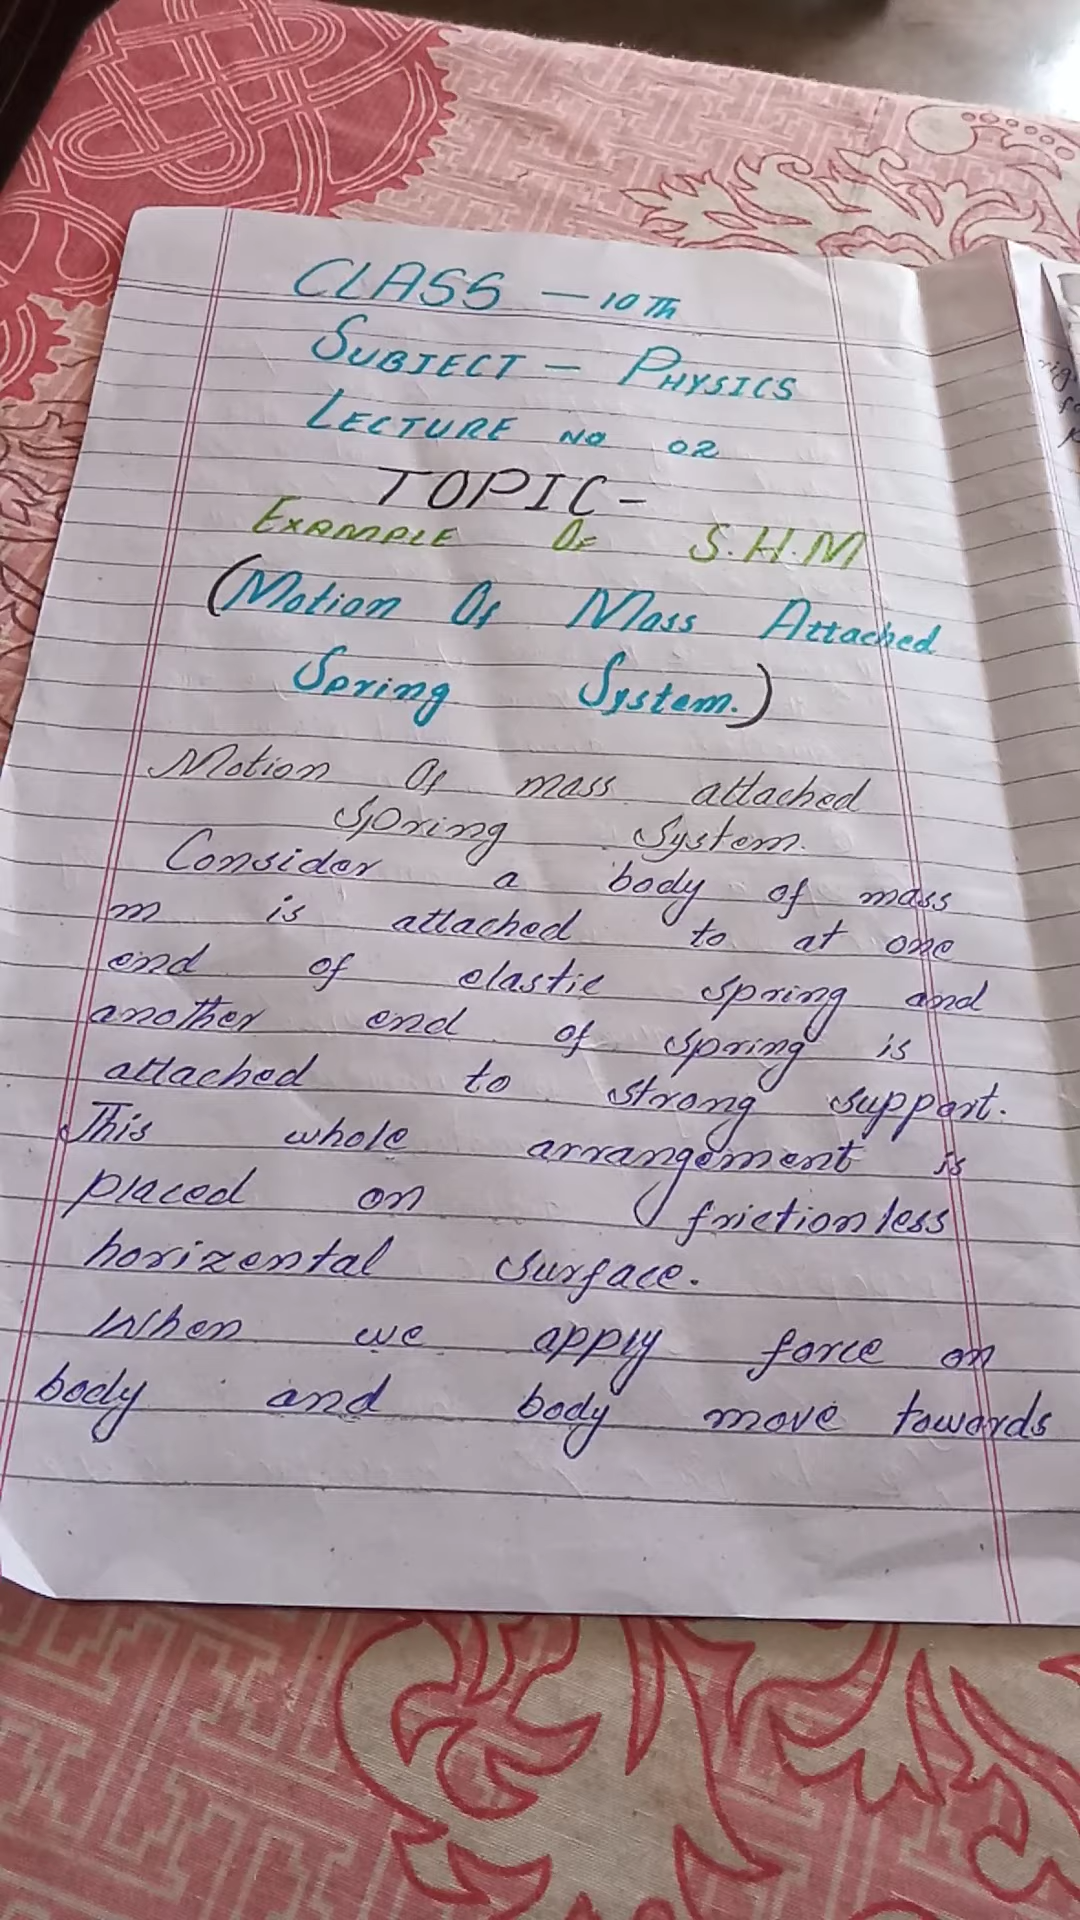 CLASS – 10Th
SUBJECT – PHYSICS
LECTURE NO 02
TOPIC -
EXAMPLE OF S.H.M
(Motion Of Mass Attached
Spring System.)
Motion Of mass attached
Spring System.
Consider a body of mass
m is attached to at one
end of elastic spring and
another end of spring is
attached to strong support.
This whole arrangement is
placed on frictionless
horizental surface.
When we apply force on
body and body move towards